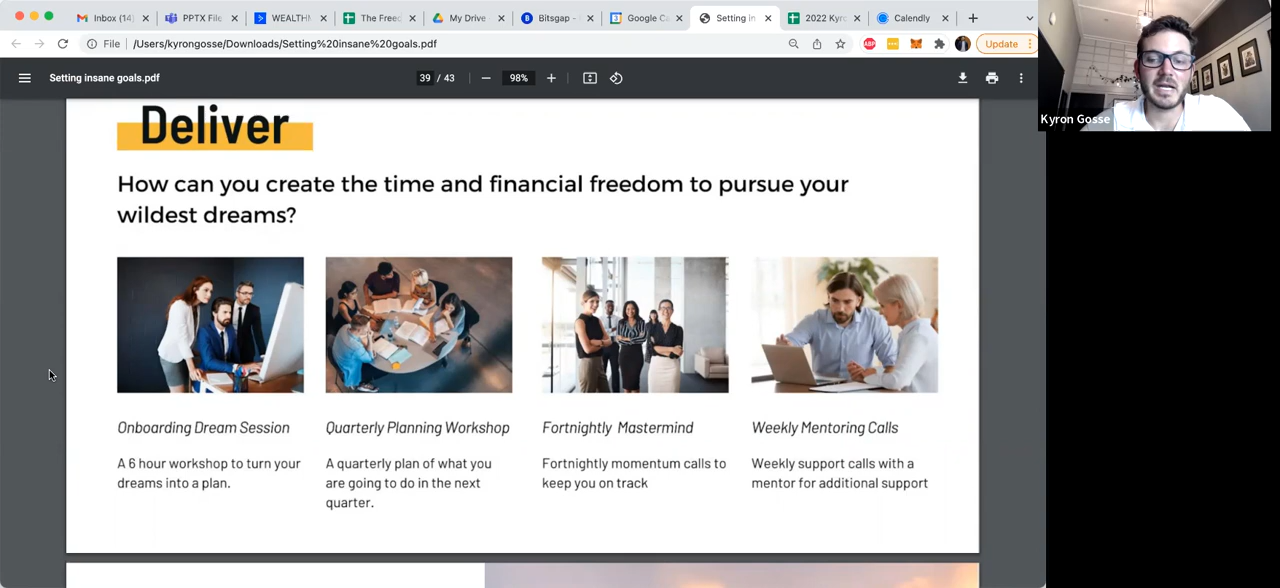 Inbox (14)
PPTX File
WEALTH
The Free
My Drive
Bitsgap -
Google Ca
Setting in
2022 Kyro
Calendly
File
/Users/kyrongosse/Downloads/Setting%20insane%20goals.pdf
ABP
Update
Setting insane goals.pdf
39 / 43
98%
Kyron Gosse
Deliver
How can you create the time and financial freedom to pursue your
wildest dreams?
Onboarding Dream Session
A 6 hour workshop to turn your
dreams into a plan.
Quarterly Planning Workshop
A quarterly plan of what you
are going to do in the next
quarter.
Fortnightly Mastermind
Fortnightly momentum calls to
keep you on track
Weekly Mentoring Calls
Weekly support calls with a
mentor for additional support